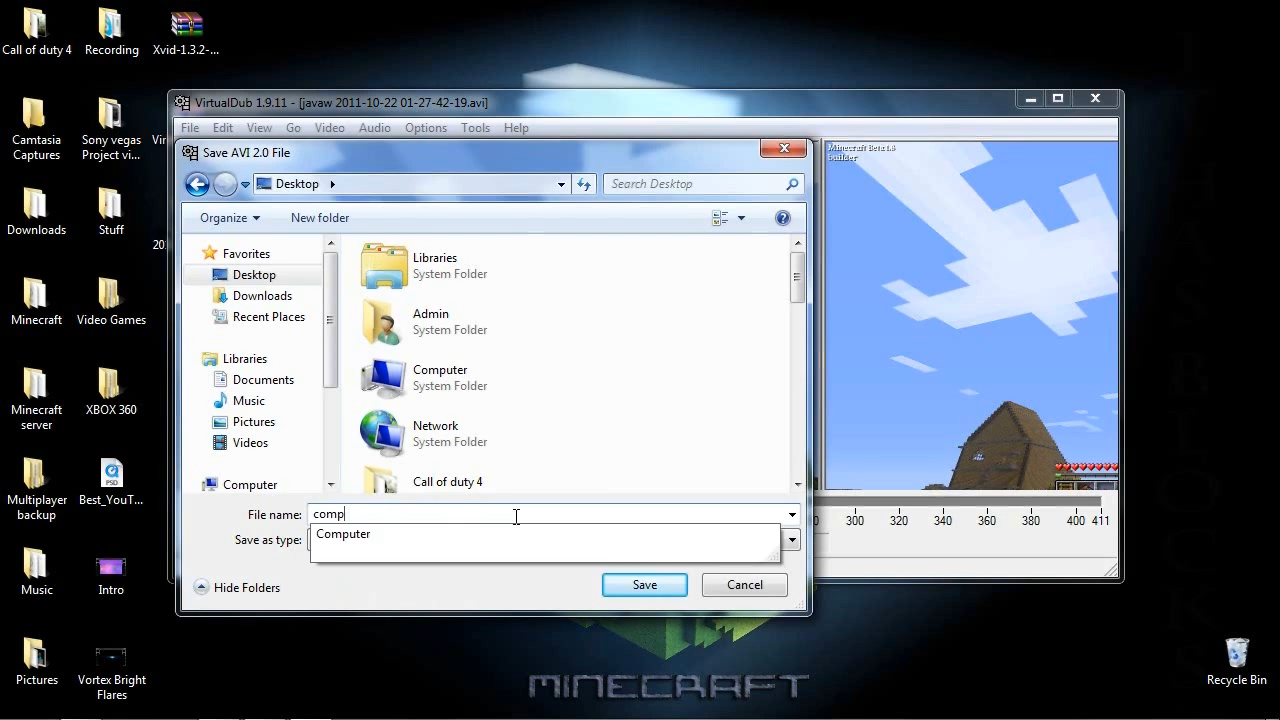 Call of duty 4
Recording
Xvid-1.3.2-...
Camtasia
Captures
Sony vegas
Project vi...
Downloads
Stuff
Minecraft
Video Games
Minecraft
server
XBOX 360
Multiplayer
backup
Best_YouT...
PSD
Music
Intro
Pictures
Vortex Bright
Flares
VirtualDub 1.9.11 - [javaw 2011-10-22 01-27-42-19.avi]
File Edit View Go Video Audio Options Tools Help
Save AVI 2.0 File
Desktop
Search Desktop
Organize
New folder
Favorites
Desktop
Downloads
Recent Places
Libraries
Documents
Music
Pictures
Videos
Computer
Libraries
System Folder
Admin
System Folder
Computer
System Folder
Network
System Folder
Call of duty 4
File name: comp
Computer
Save as type:
Hide Folders
Save
Cancel
Minecraft Beta 1.8
builder
300 320 340 360 380 400 411
MINECRAFT
Recycle Bin